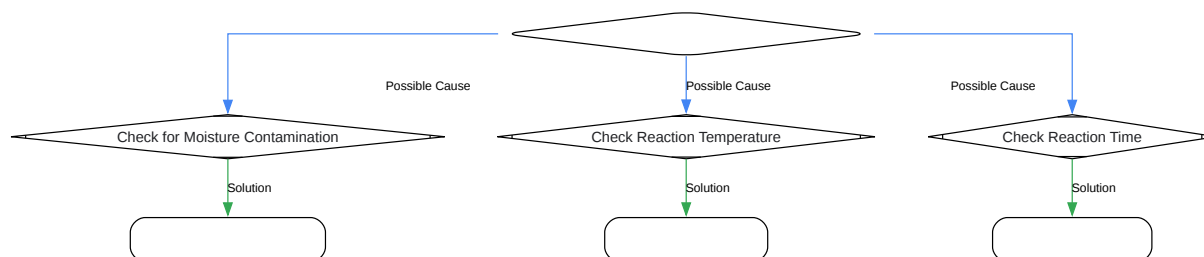 Possible Cause
Possible Cause
Possible Cause
Check for Moisture Contamination
Check Reaction Temperature
Check Reaction Time
Solution
Solution
Solution